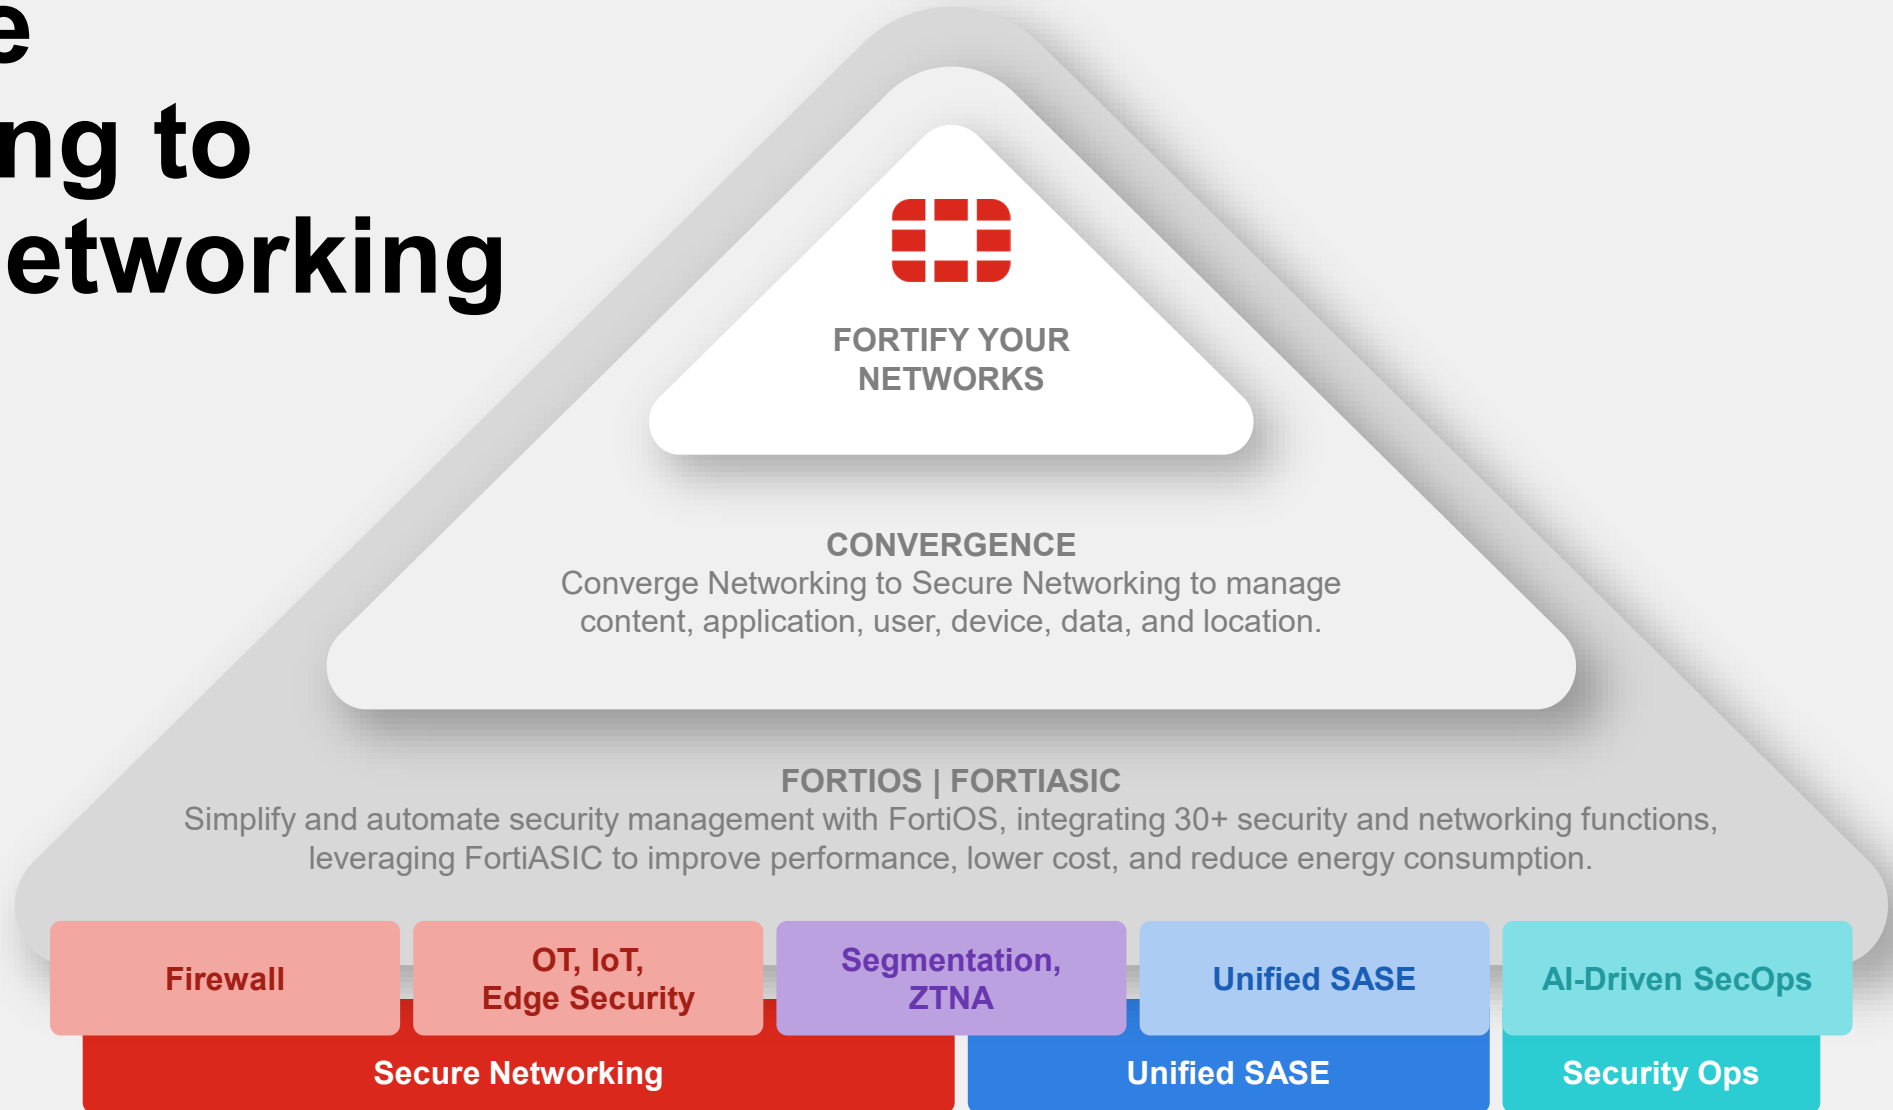 e
ng to
etworking
FORTIFY YOUR
NETWORKS
CONVERGENCE
Converge Networking to Secure Networking to manage
content, application, user, device, data, and location.
FORTIOS | FORTIASIC
Simplify and automate security management with FortiOS, integrating 30+ security and networking functions,
leveraging FortiASIC to improve performance, lower cost, and reduce energy consumption.
Firewall
OT, IoT,
Edge Security
Segmentation,
ZTNA
Unified SASE
AI-Driven SecOps
Secure Networking
Unified SASE
Security Ops